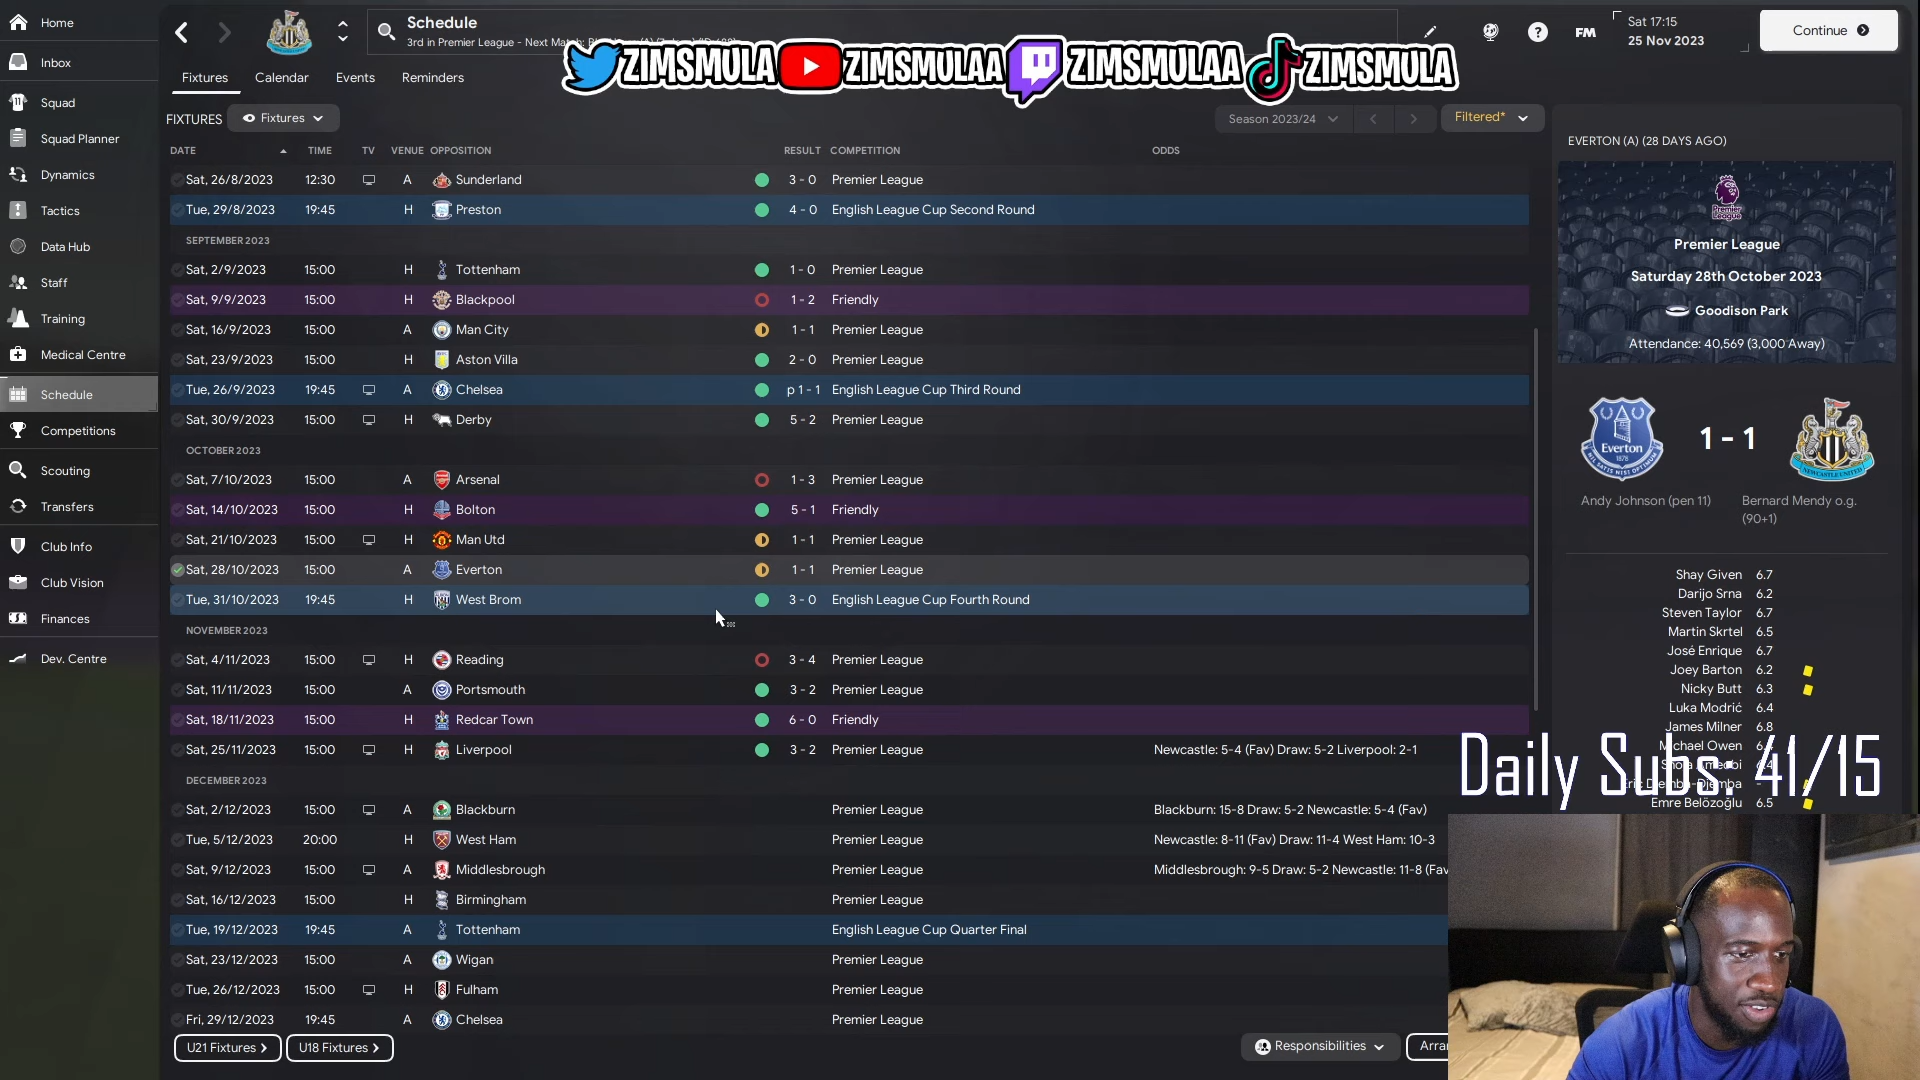 Home
Inbox
Squad
Squad Planner
Dynamics
Tactics
Data Hub
Staff
Training
Medical Centre
Schedule
Competitions
Scouting
Transfers
Club Info
Club Vision
Finances
Dev. Centre
Schedule
3rd in Premier League - Next Match:
FM
Sat 17:15
25 Nov 2023
Continue
ZIMSMULA ZIMSMULAA ZIMSMULAA ZIMSMULA
Fixtures Calendar Events Reminders
FIXTURES Fixtures
Season 2023/24 Filtered*
DATE TIME TV VENUE OPPOSITION RESULT COMPETITION ODDS
Sat, 26/8/2023 12:30 A Sunderland 3 - 0 Premier League
Tue, 29/8/2023 19:45 H Preston 4 - 0 English League Cup Second Round
SEPTEMBER 2023
Sat, 2/9/2023 15:00 H Tottenham 1 - 0 Premier League
Sat, 9/9/2023 15:00 H Blackpool 1 - 2 Friendly
Sat, 16/9/2023 15:00 A Man City 1 - 1 Premier League
Sat, 23/9/2023 15:00 H Aston Villa 2 - 0 Premier League
Tue, 26/9/2023 19:45 A Chelsea p 1 - 1 English League Cup Third Round
Sat, 30/9/2023 15:00 H Derby 5 - 2 Premier League
OCTOBER 2023
Sat, 7/10/2023 15:00 A Arsenal 1 - 3 Premier League
Sat, 14/10/2023 15:00 H Bolton 5 - 1 Friendly
Sat, 21/10/2023 15:00 H Man Utd 1 - 1 Premier League
Sat, 28/10/2023 15:00 A Everton 1 - 1 Premier League
Tue, 31/10/2023 19:45 H West Brom 3 - 0 English League Cup Fourth Round
NOVEMBER 2023
Sat, 4/11/2023 15:00 H Reading 3 - 4 Premier League
Sat, 11/11/2023 15:00 A Portsmouth 3 - 2 Premier League
Sat, 18/11/2023 15:00 H Redcar Town 6 - 0 Friendly
Sat, 25/11/2023 15:00 H Liverpool 3 - 2 Premier League Newcastle: 5-4 (Fav) Draw: 5-2 Liverpool: 2-1
DECEMBER 2023
Sat, 2/12/2023 15:00 A Blackburn Premier League Blackburn: 15-8 Draw: 5-2 Newcastle: 5-4 (Fav)
Tue, 5/12/2023 20:00 H West Ham Premier League Newcastle: 8-11 (Fav) Draw: 11-4 West Ham: 10-3
Sat, 9/12/2023 15:00 A Middlesbrough Premier League Middlesbrough: 9-5 Draw: 5-2 Newcastle: 11-8 (Fav
Sat, 16/12/2023 15:00 H Birmingham Premier League
Tue, 19/12/2023 19:45 A Tottenham English League Cup Quarter Final
Sat, 23/12/2023 15:00 A Wigan Premier League
Tue, 26/12/2023 15:00 H Fulham Premier League
Fri, 29/12/2023 19:45 A Chelsea Premier League
U21 Fixtures U18 Fixtures
Responsibilities Arra
EVERTON (A) (28 DAYS AGO)
Premier League
Premier League
Saturday 28th October 2023
Goodison Park
Attendance: 40,569 (3,000 Away)
Everton
1878
NIL SATIS NISI OPTIMUM
NEWCASTLE UNITED
1 - 1
Andy Johnson (pen 11)
Bernard Mendy o.g.
(90+1)
Shay Given 6.7
Darijo Srna 6.2
Steven Taylor 6.7
Martin Skrtel 6.5
José Enrique 6.7
Joey Barton 6.2
Nicky Butt 6.3
Luka Modrić 6.4
James Milner 6.8
Michael Owen
Emre Belözoğlu 6.5
Daily Subs: 41/15